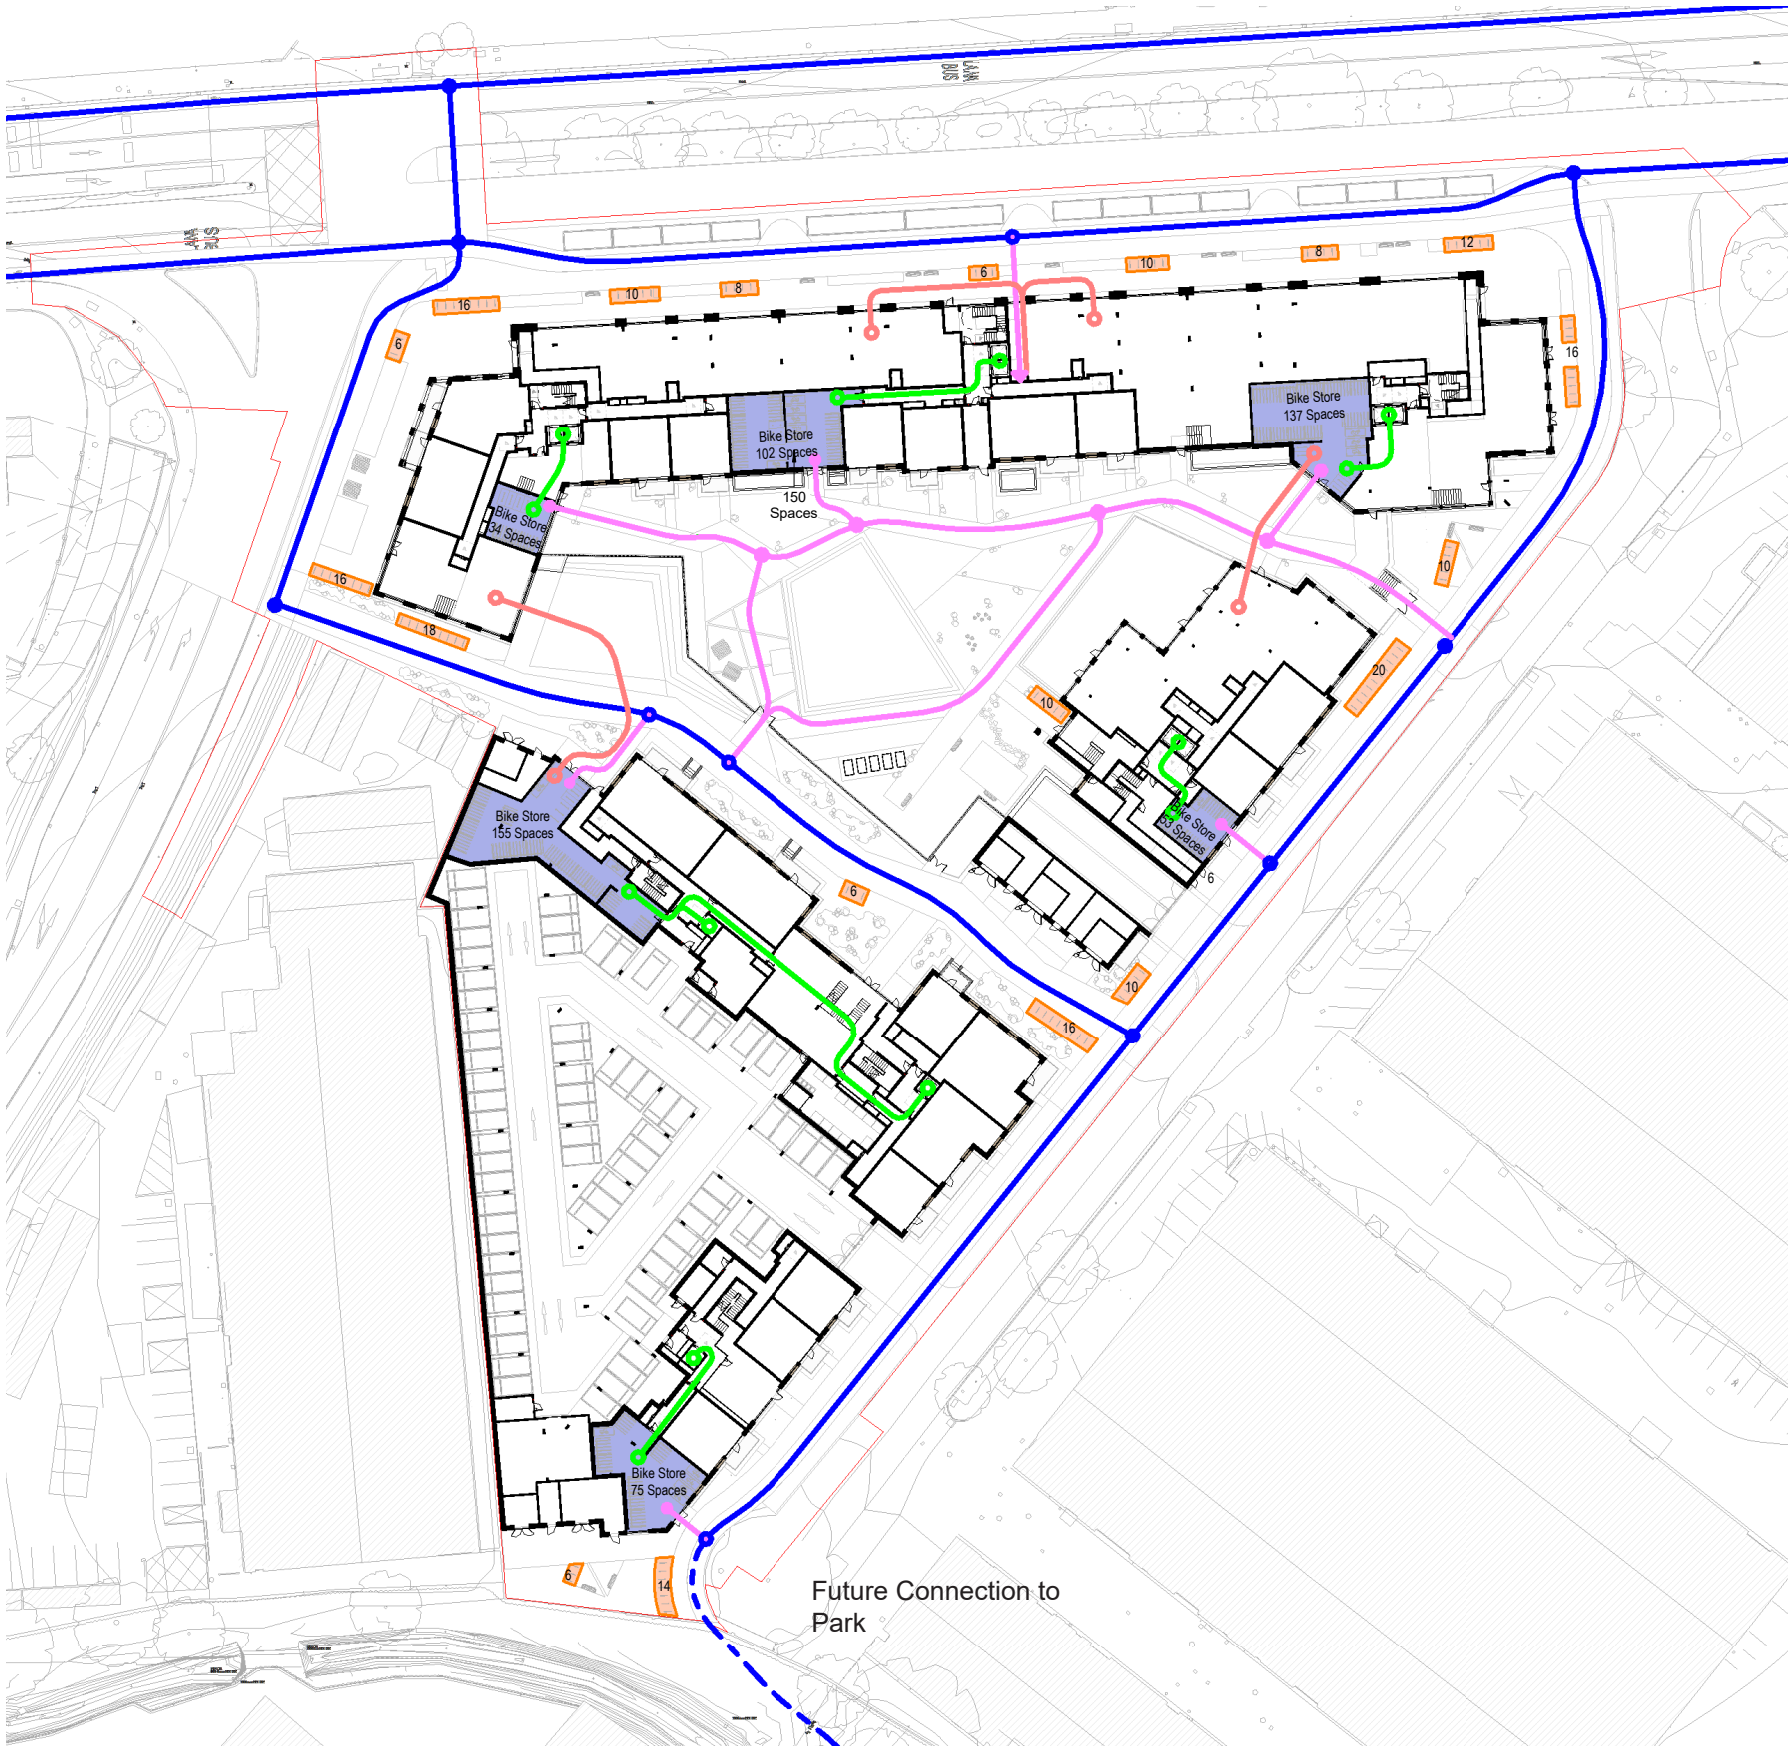 BUS
LANE
16
10
8
6
10
8
12
6
16
Bike Store
137 Spaces
Bike Store
102 Spaces
150
Spaces
Bike Store
34 Spaces
16
18
10
20
10
Bike Store
155 Spaces
Bike Store
53 Spaces
6
6
10
16
Bike Store
75 Spaces
6
14
Future Connection to
Park